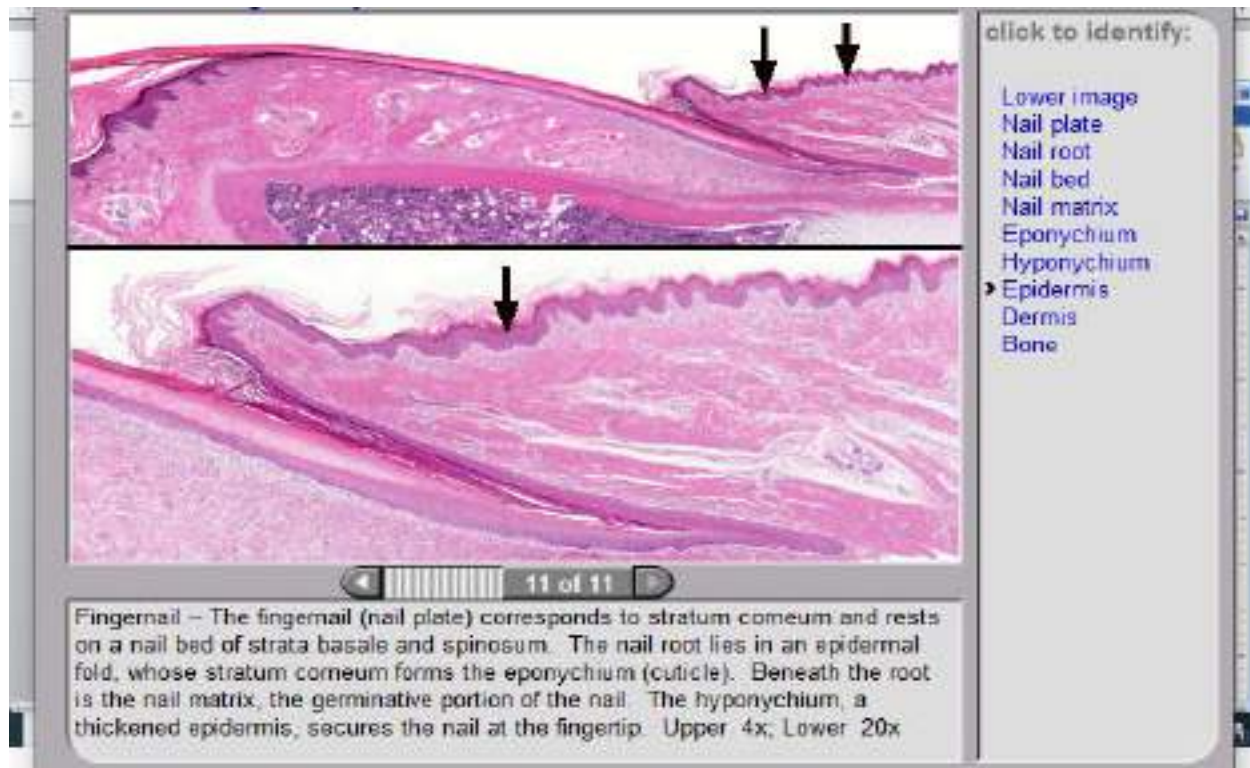 click to identify:
Lower image
Nail plate
Nail root
Nail bed
Nail matrix
Eponychium
Hyponychium
Epidermis
Dermis
Bone
11 of 11
Fingernail – The fingernail (nail plate) corresponds to stratum corneum and rests
on a nail bed of strata basale and spinosum. The nail root lies in an epidermal
fold, whose stratum corneum forms the eponychium (cuticle). Beneath the root
is the nail matrix, the germinative portion of the nail. The hyponychium, a
thickened epidermis, secures the nail at the fingertip. Upper 4x; Lower 20x